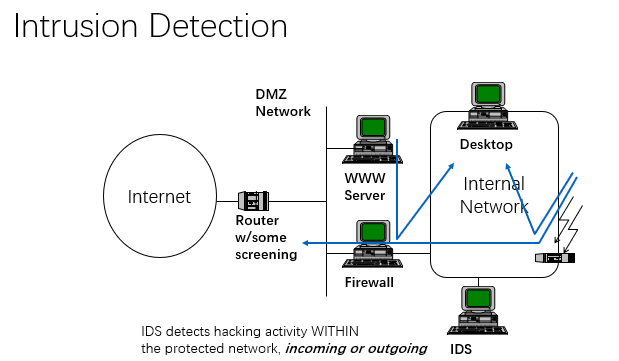 Intrusion Detection
DMZ
Network
Desktop
WWW
Server
Internal
Network
Internet
Router
w/some
screening
Firewall
IDS detects hacking activity WITHIN
the protected network, incoming or outgoing
IDS